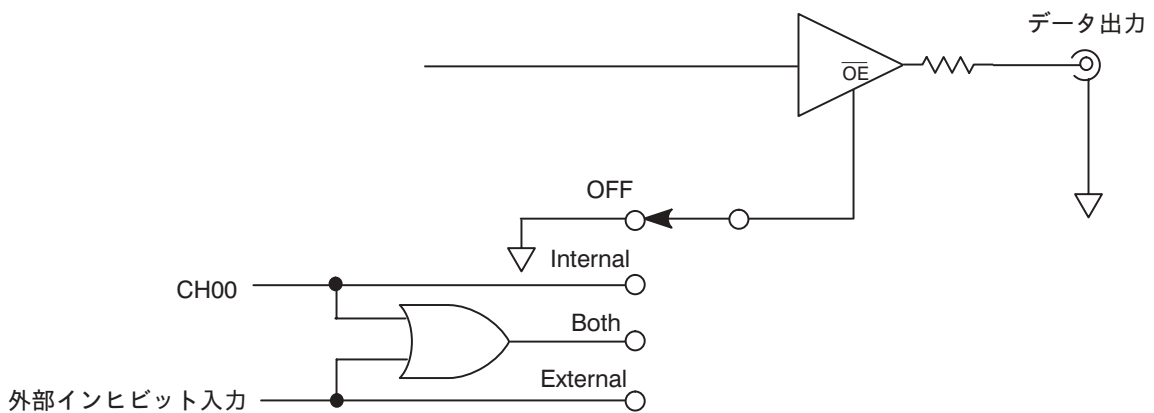 データ出力
OE
OFF
Internal
CH00
Both
External
外部インヒビット入力